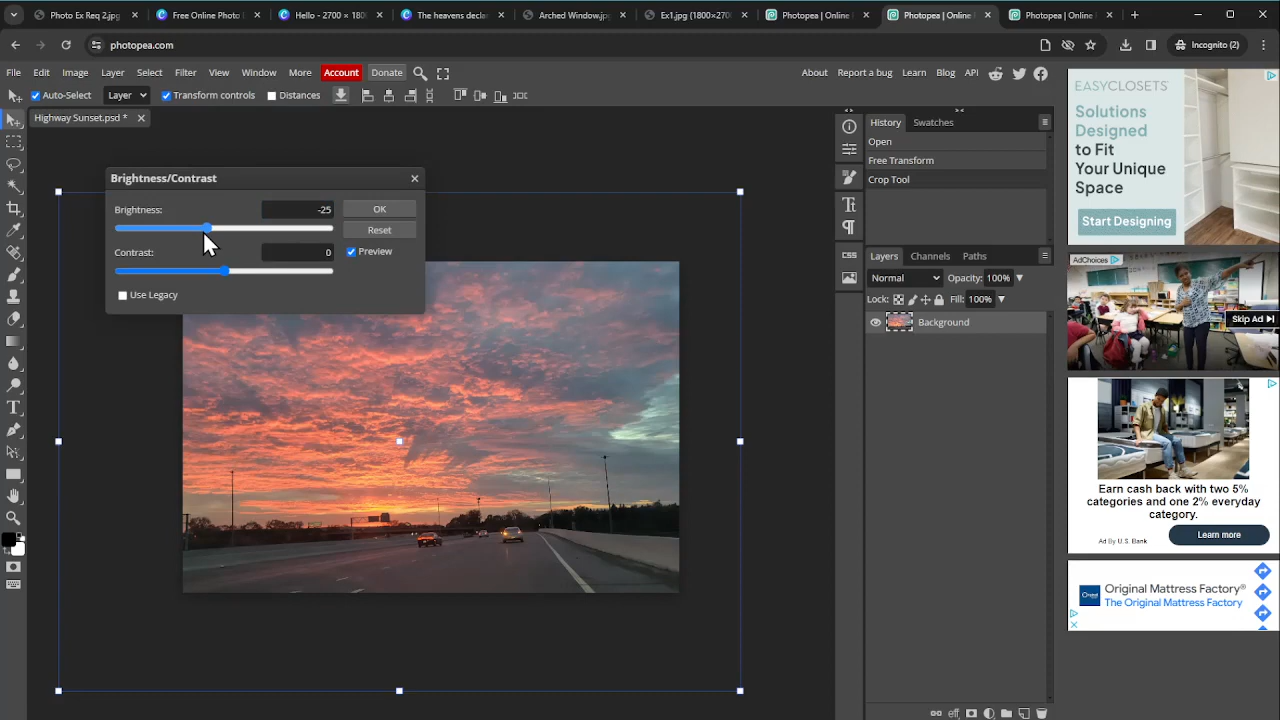 Photo Ex Req 2.jpg
Free Online Photo
Hello - 2700 × 180
The heavens decla
Arched Window.jp
Ex1.jpg (1800×270
Photopea | Online
Photopea | Online
Photopea | Online
photopea.com
Incognito (2)
File Edit Image Layer Select Filter View Window More Account Donate
About Report a bug Learn Blog API
Auto-Select Layer Transform controls Distances
Highway Sunset.psd *
Brightness/Contrast
Brightness: -25 OK
Reset
Contrast: 0 Preview
Use Legacy
History Swatches
Open
Free Transform
Crop Tool
CSS
Layers Channels Paths
Normal Opacity: 100%
Lock: Fill: 100%
Background
eff
EASYCLOSETS
Solutions
Designed
to Fit
Your Unique
Space
Start Designing
AdChoices
Skip Ad
Earn cash back with two 5%
categories and one 2% everyday
category.
Ad By U.S. Bank Learn more
Original Mattress Factory®
The Original Mattress Factory